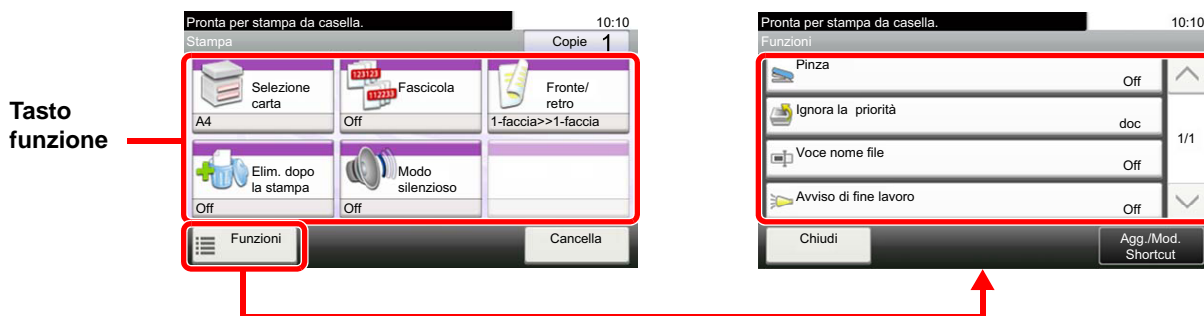 Tasto
funzione
Pronta per stampa da casella.
10:10
Stampa
Copie 1
Selezione
carta
A4
123123
112233
Fascicola
Off
Fronte/
retro
1-faccia>>1-faccia
Elim. dopo
la stampa
Off
Modo
silenzioso
Off
Funzioni
Cancella
Pronta per stampa da casella.
10:10
Funzioni
Pinza
Off
Ignora la priorità
doc
Voce nome file
Off
Avviso di fine lavoro
Off
1/1
Chiudi
Agg./Mod.
Shortcut